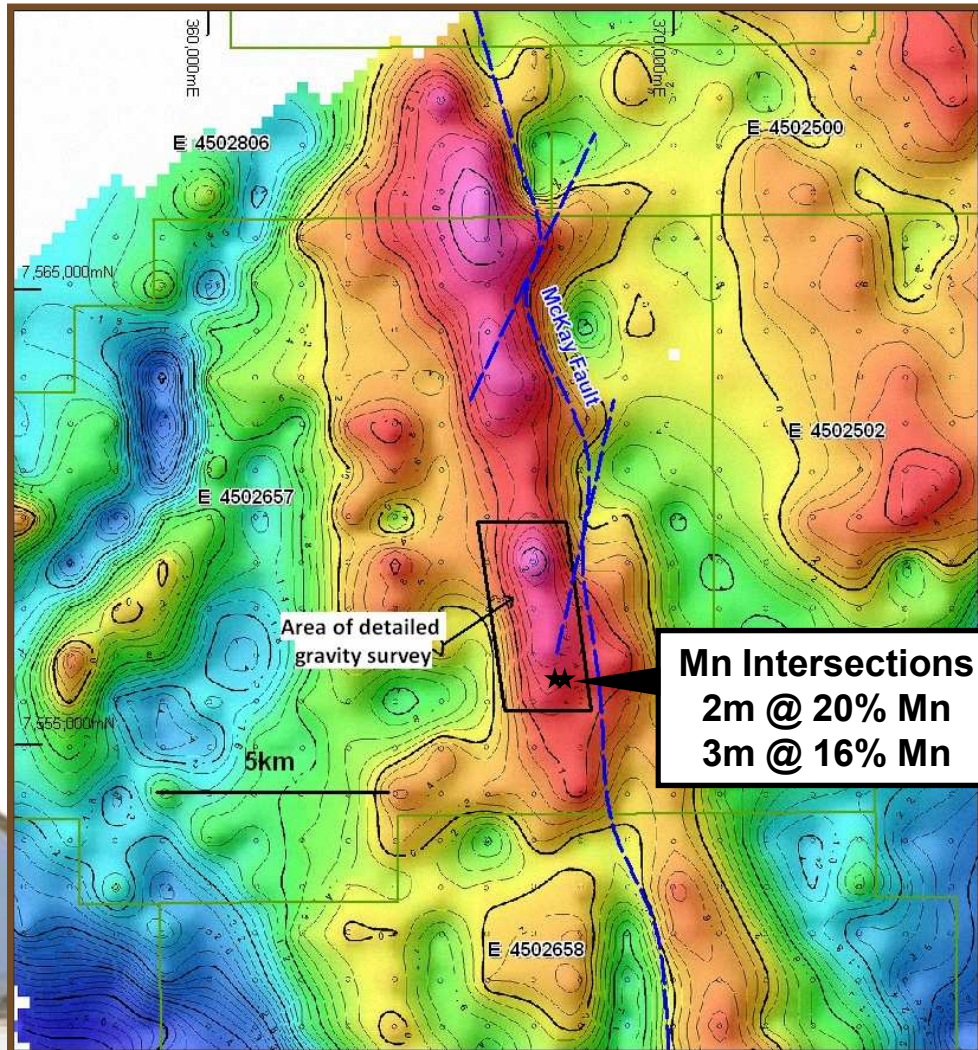 360,000mE
370,000mE
E 4502806
E 4502500
7,565,000mN
McKay Fault
E 4502502
E 4502657
Area of detailed
gravity survey
Mn Intersections
2m @ 20% Mn
3m @ 16% Mn
7,555,000mN
5km
E 4502658